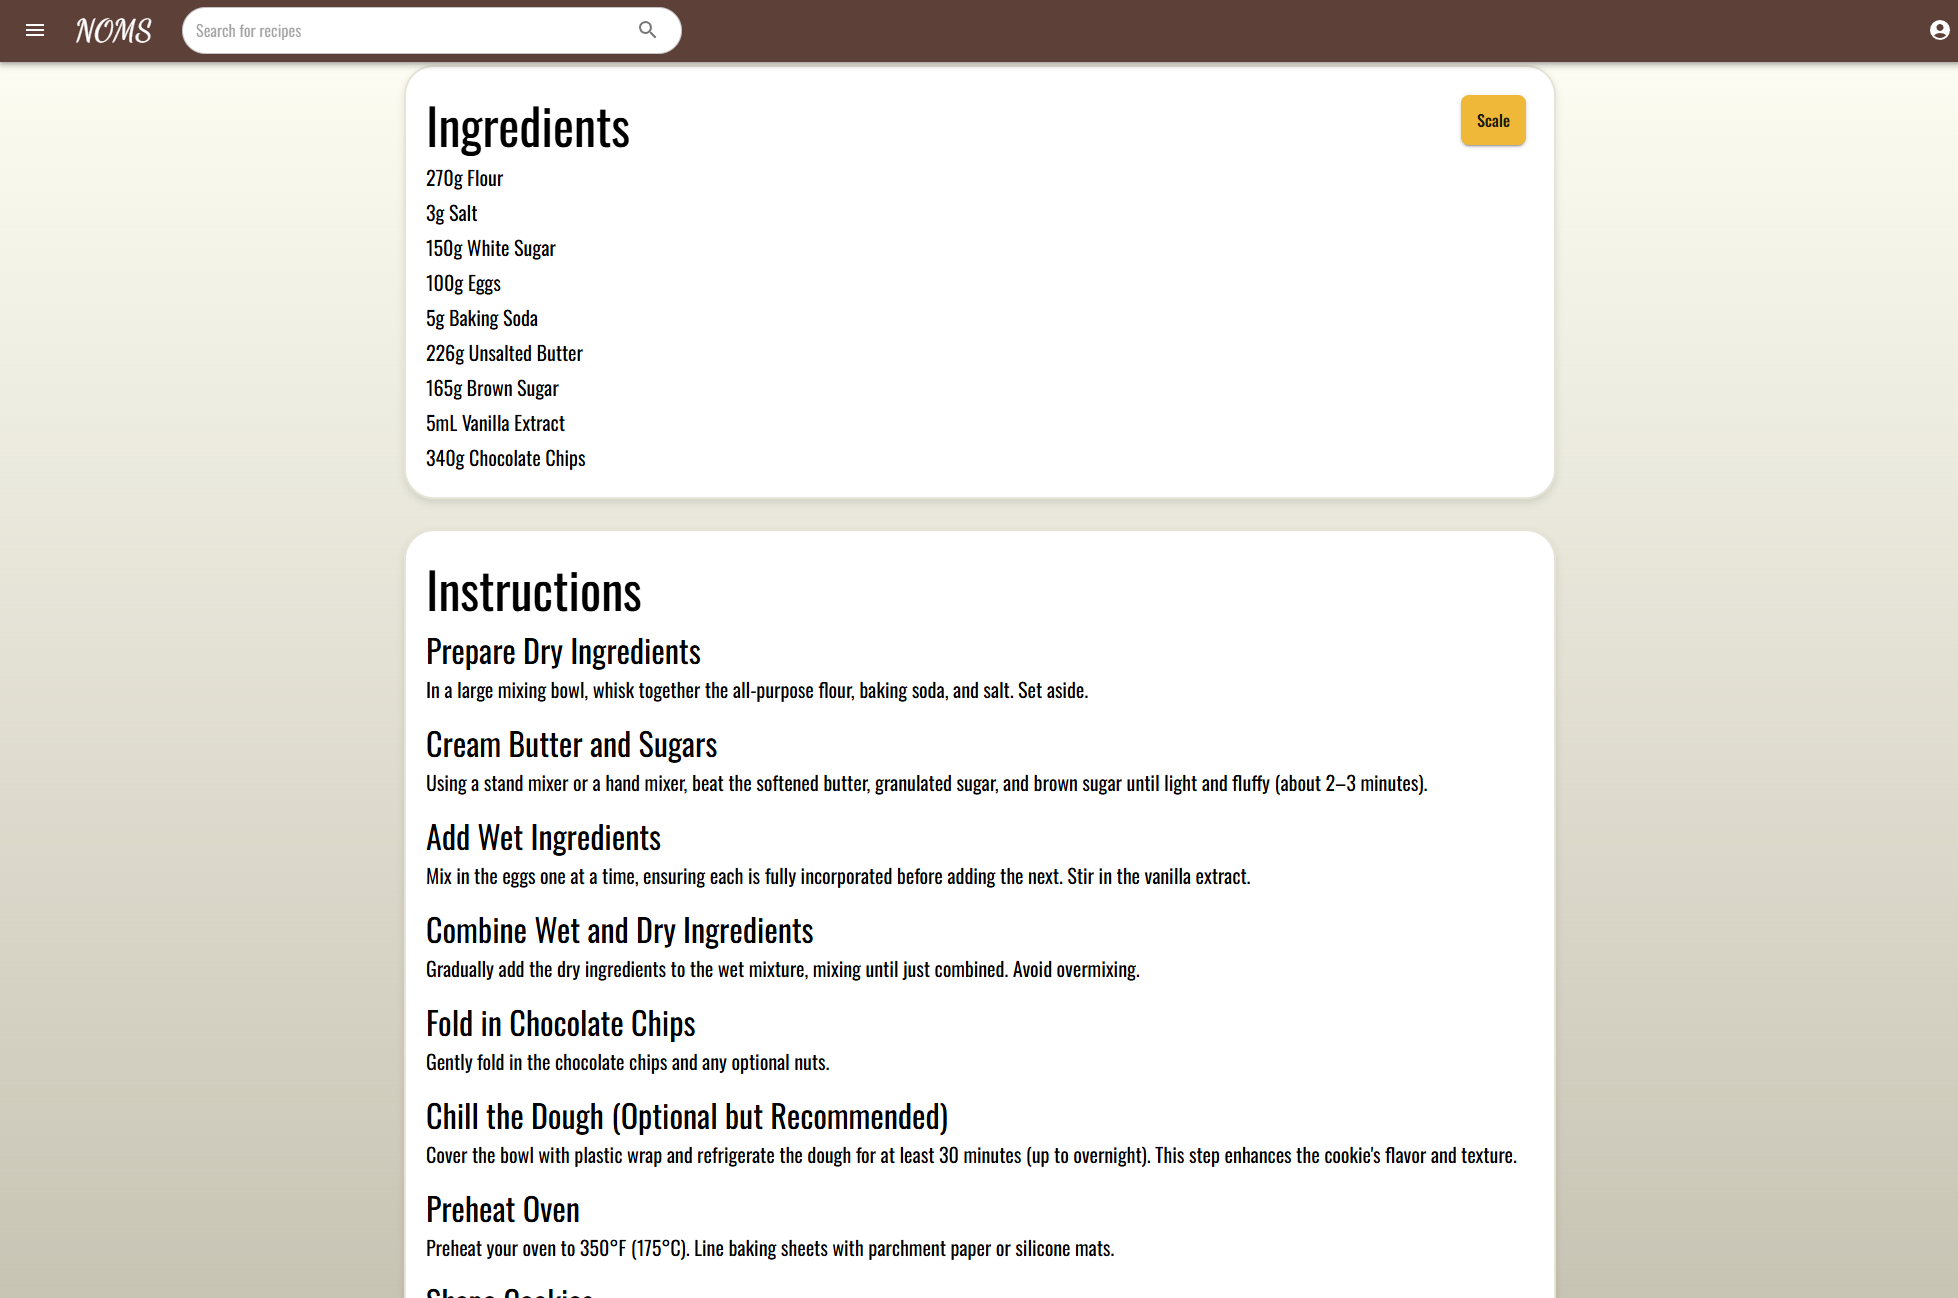 NOMS
Search for recipes
Ingredients
Scale
270g Flour
3g Salt
150g White Sugar
100g Eggs
5g Baking Soda
226g Unsalted Butter
165g Brown Sugar
5mL Vanilla Extract
340g Chocolate Chips
Instructions
Prepare Dry Ingredients
In a large mixing bowl, whisk together the all-purpose flour, baking soda, and salt. Set aside.
Cream Butter and Sugars
Using a stand mixer or a hand mixer, beat the softened butter, granulated sugar, and brown sugar until light and fluffy (about 2–3 minutes).
Add Wet Ingredients
Mix in the eggs one at a time, ensuring each is fully incorporated before adding the next. Stir in the vanilla extract.
Combine Wet and Dry Ingredients
Gradually add the dry ingredients to the wet mixture, mixing until just combined. Avoid overmixing.
Fold in Chocolate Chips
Gently fold in the chocolate chips and any optional nuts.
Chill the Dough (Optional but Recommended)
Cover the bowl with plastic wrap and refrigerate the dough for at least 30 minutes (up to overnight). This step enhances the cookie's flavor and texture.
Preheat Oven
Preheat your oven to 350°F (175°C). Line baking sheets with parchment paper or silicone mats.
Shape Cookies